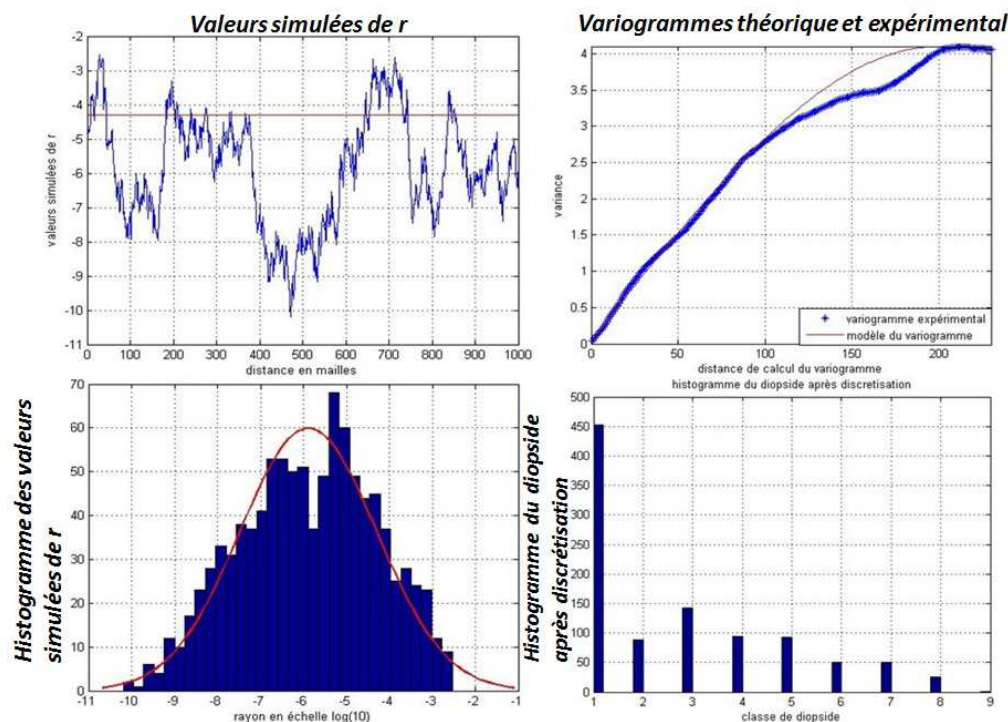 Valeurs simulées de r
-2
-3
-4
-5
-6
-7
-8
-9
-10
-11
valeurs simulées de r
0 100 200 300 400 500 600 700 800 900 1000
distance en mailles
Variogrammes théorique et expérimental
4
3.5
3
2.5
2
1.5
1
0.5
0
variance
variogramme expérimental
modèle du variogramme
0 50 100 150 200
distance de calcul du variogramme
Histogramme des valeurs
simulées de r
70
60
50
40
30
20
10
0
-11 -10 -9 -8 -7 -6 -5 -4 -3 -2 -1
rayon en échelle log(10)
histogramme du diopside après discretisation
Histogramme du diopside
après discrétisation
500
450
400
350
300
250
200
150
100
50
0
1 2 3 4 5 6 7 8 9
classe de diopside